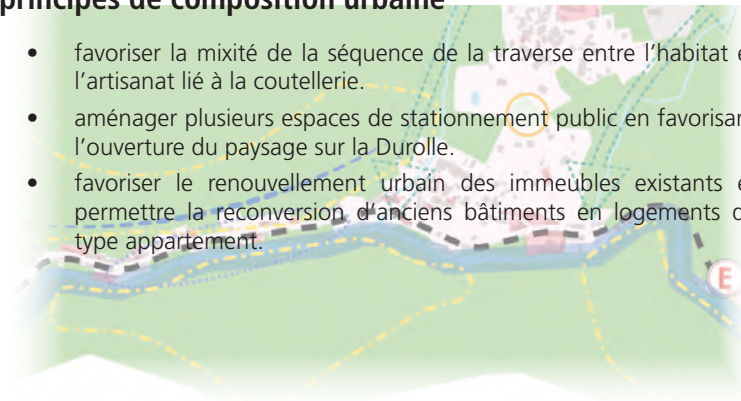 principes de composition urbaine
• favoriser la mixité de la séquence de la traverse entre l'habitat e
l'artisanat lié à la coutellerie.
• aménager plusieurs espaces de stationnement public en favorisan
l'ouverture du paysage sur la Durolle.
• favoriser le renouvellement urbain des immeubles existants e
permettre la reconversion d'anciens bâtiments en logements d
type appartement.
E